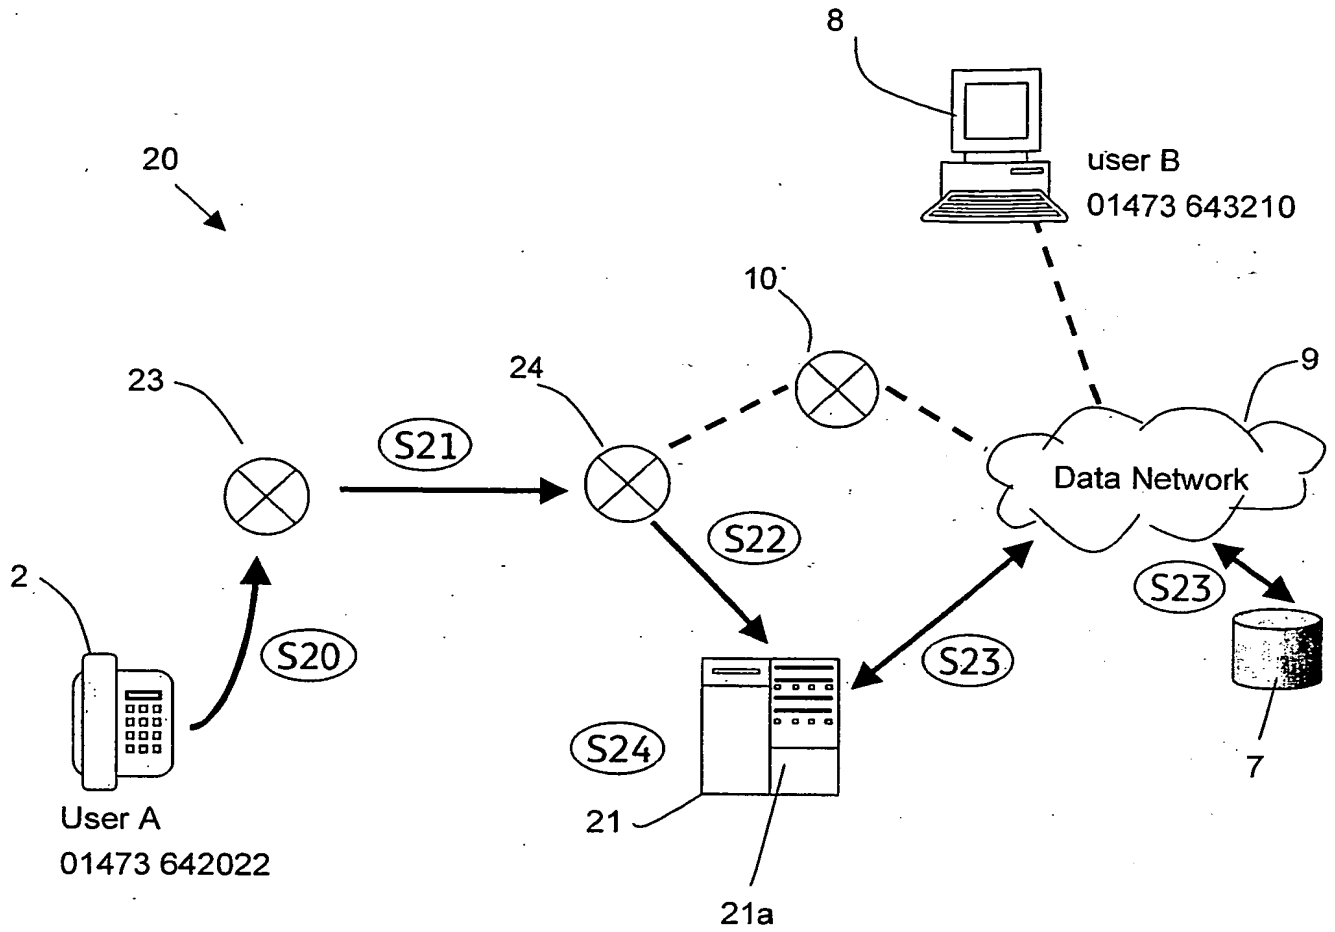 8
20
user B
01473 643210
10
23
24
9
S21
Data Network
S22
S23
2
S20
S23
S24
7
21
User A
01473 642022
21a